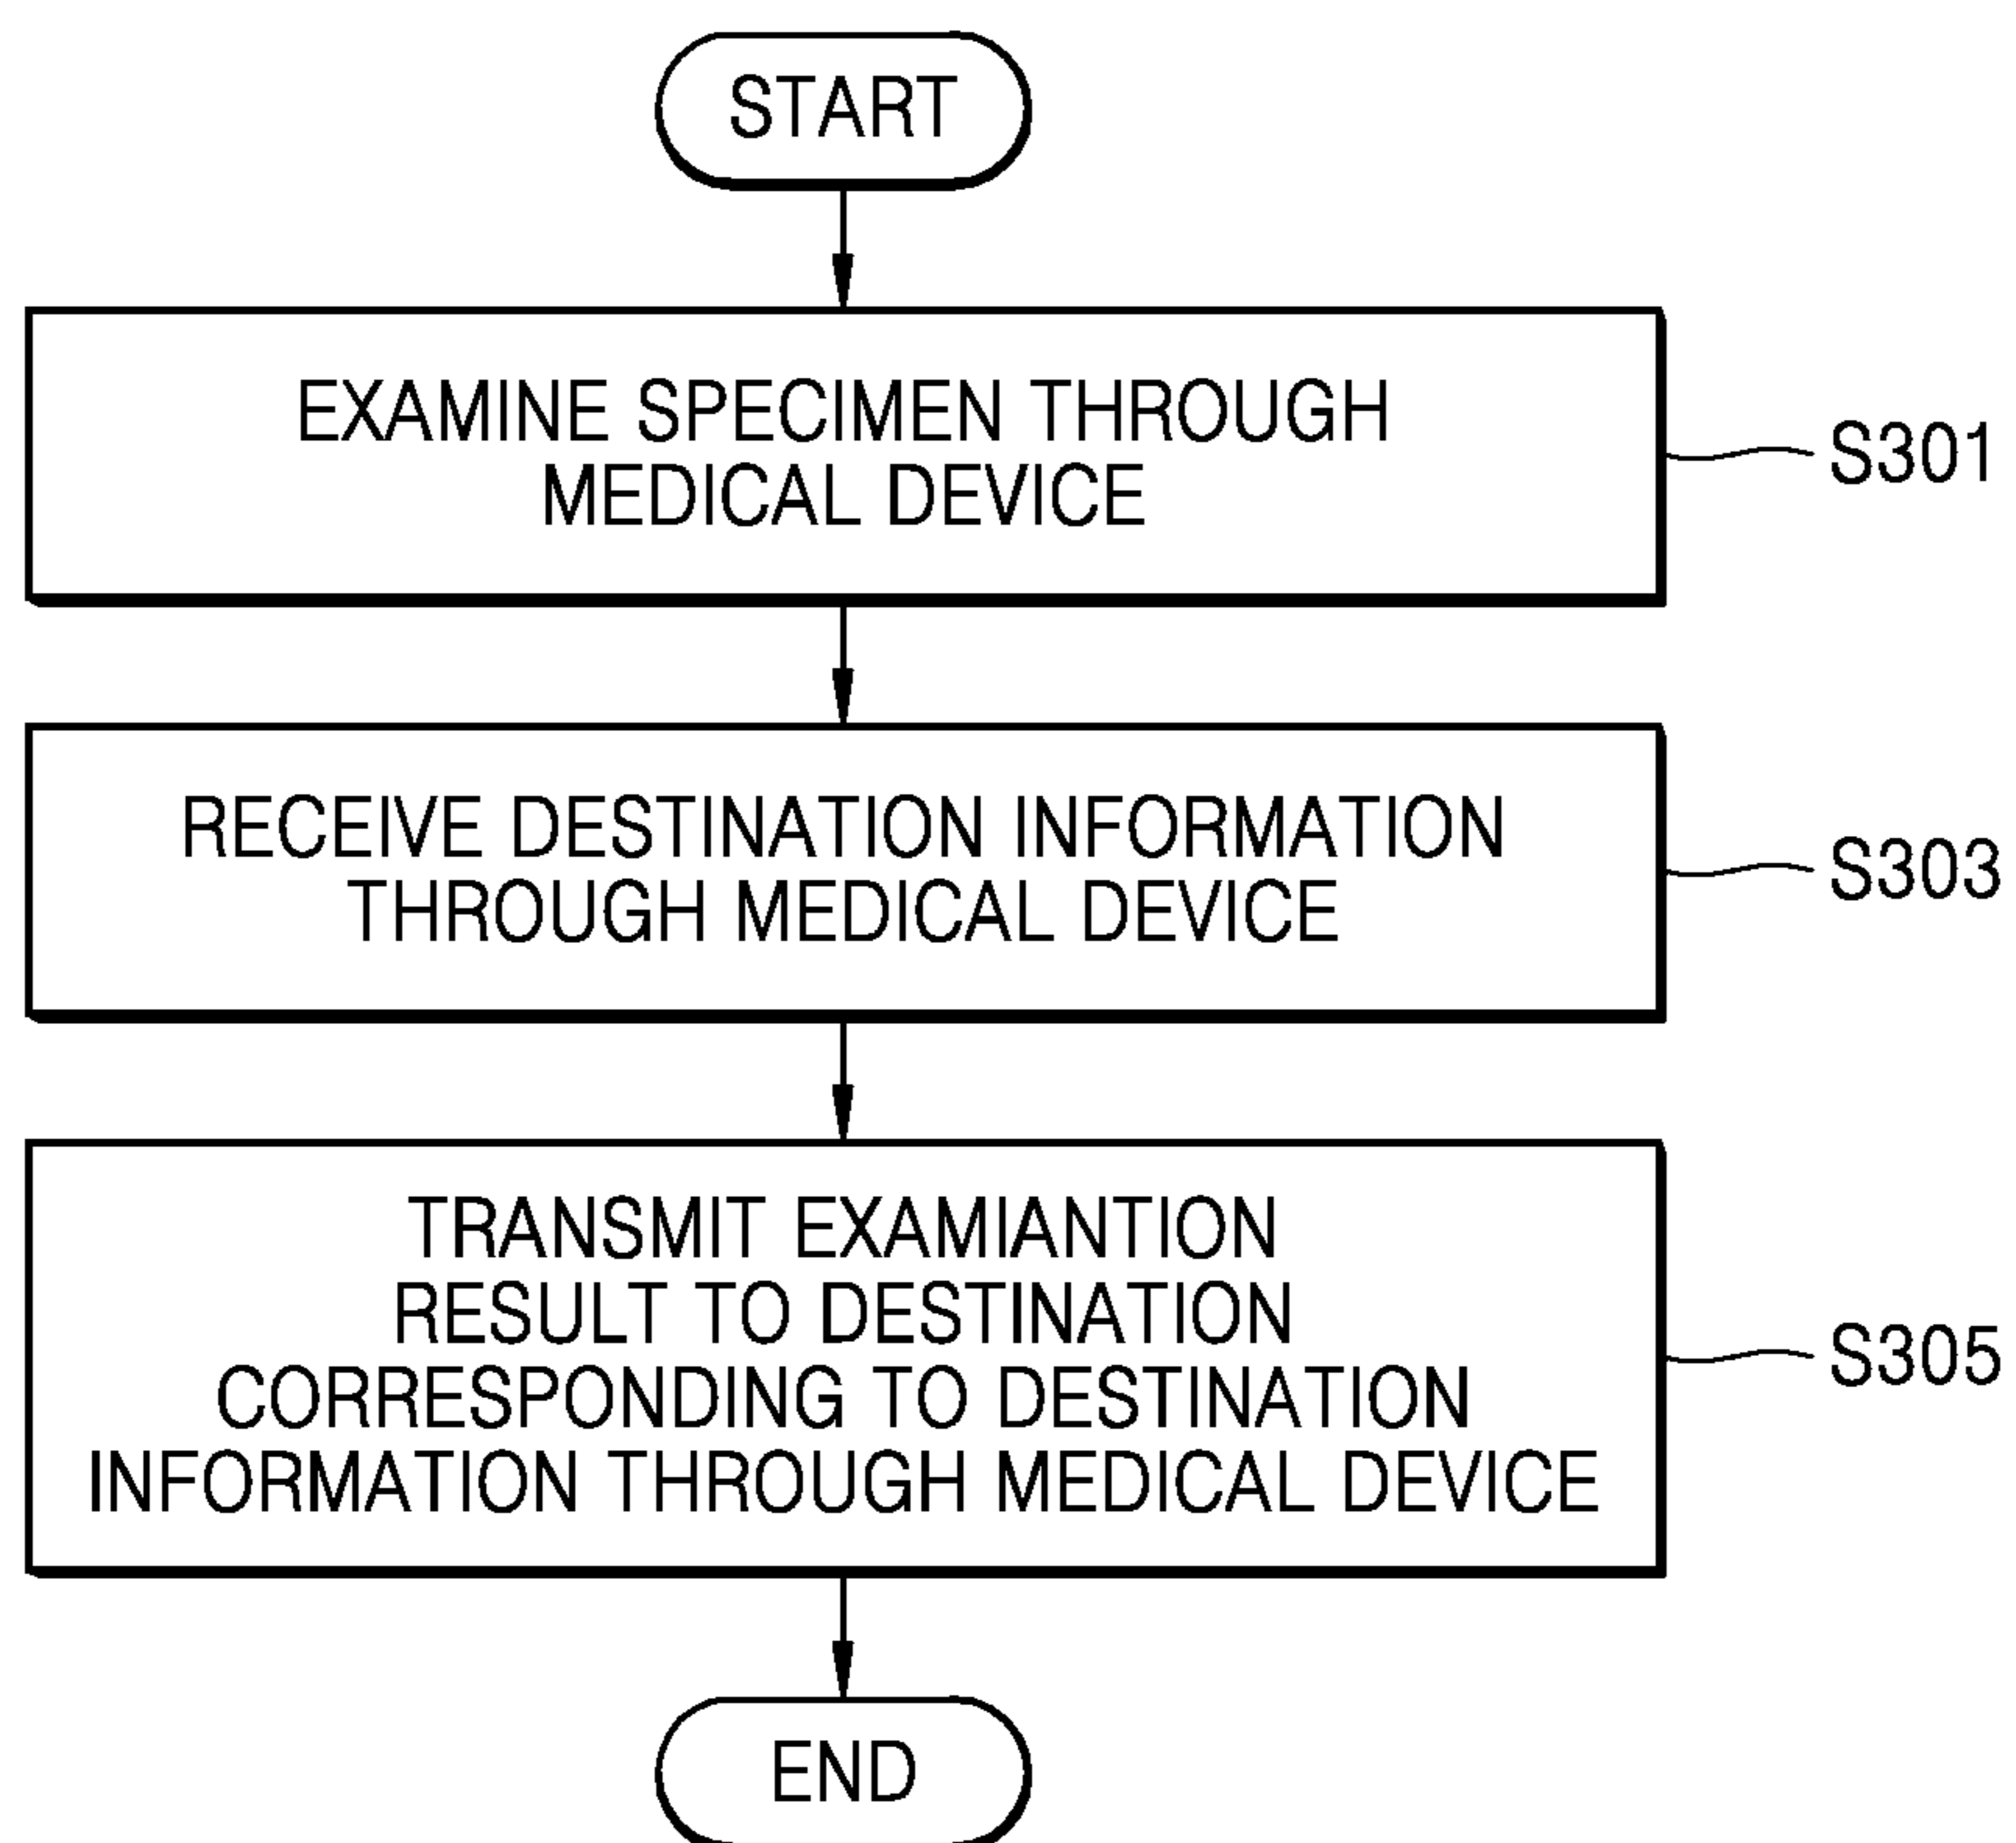 START
EXAMINE SPECIMEN THROUGH
MEDICAL DEVICE
S301
RECEIVE DESTINATION INFORMATION
THROUGH MEDICAL DEVICE
S303
TRANSMIT EXAMIANTION
RESULT TO DESTINATION
CORRESPONDING TO DESTINATION
INFORMATION THROUGH MEDICAL DEVICE
S305
END